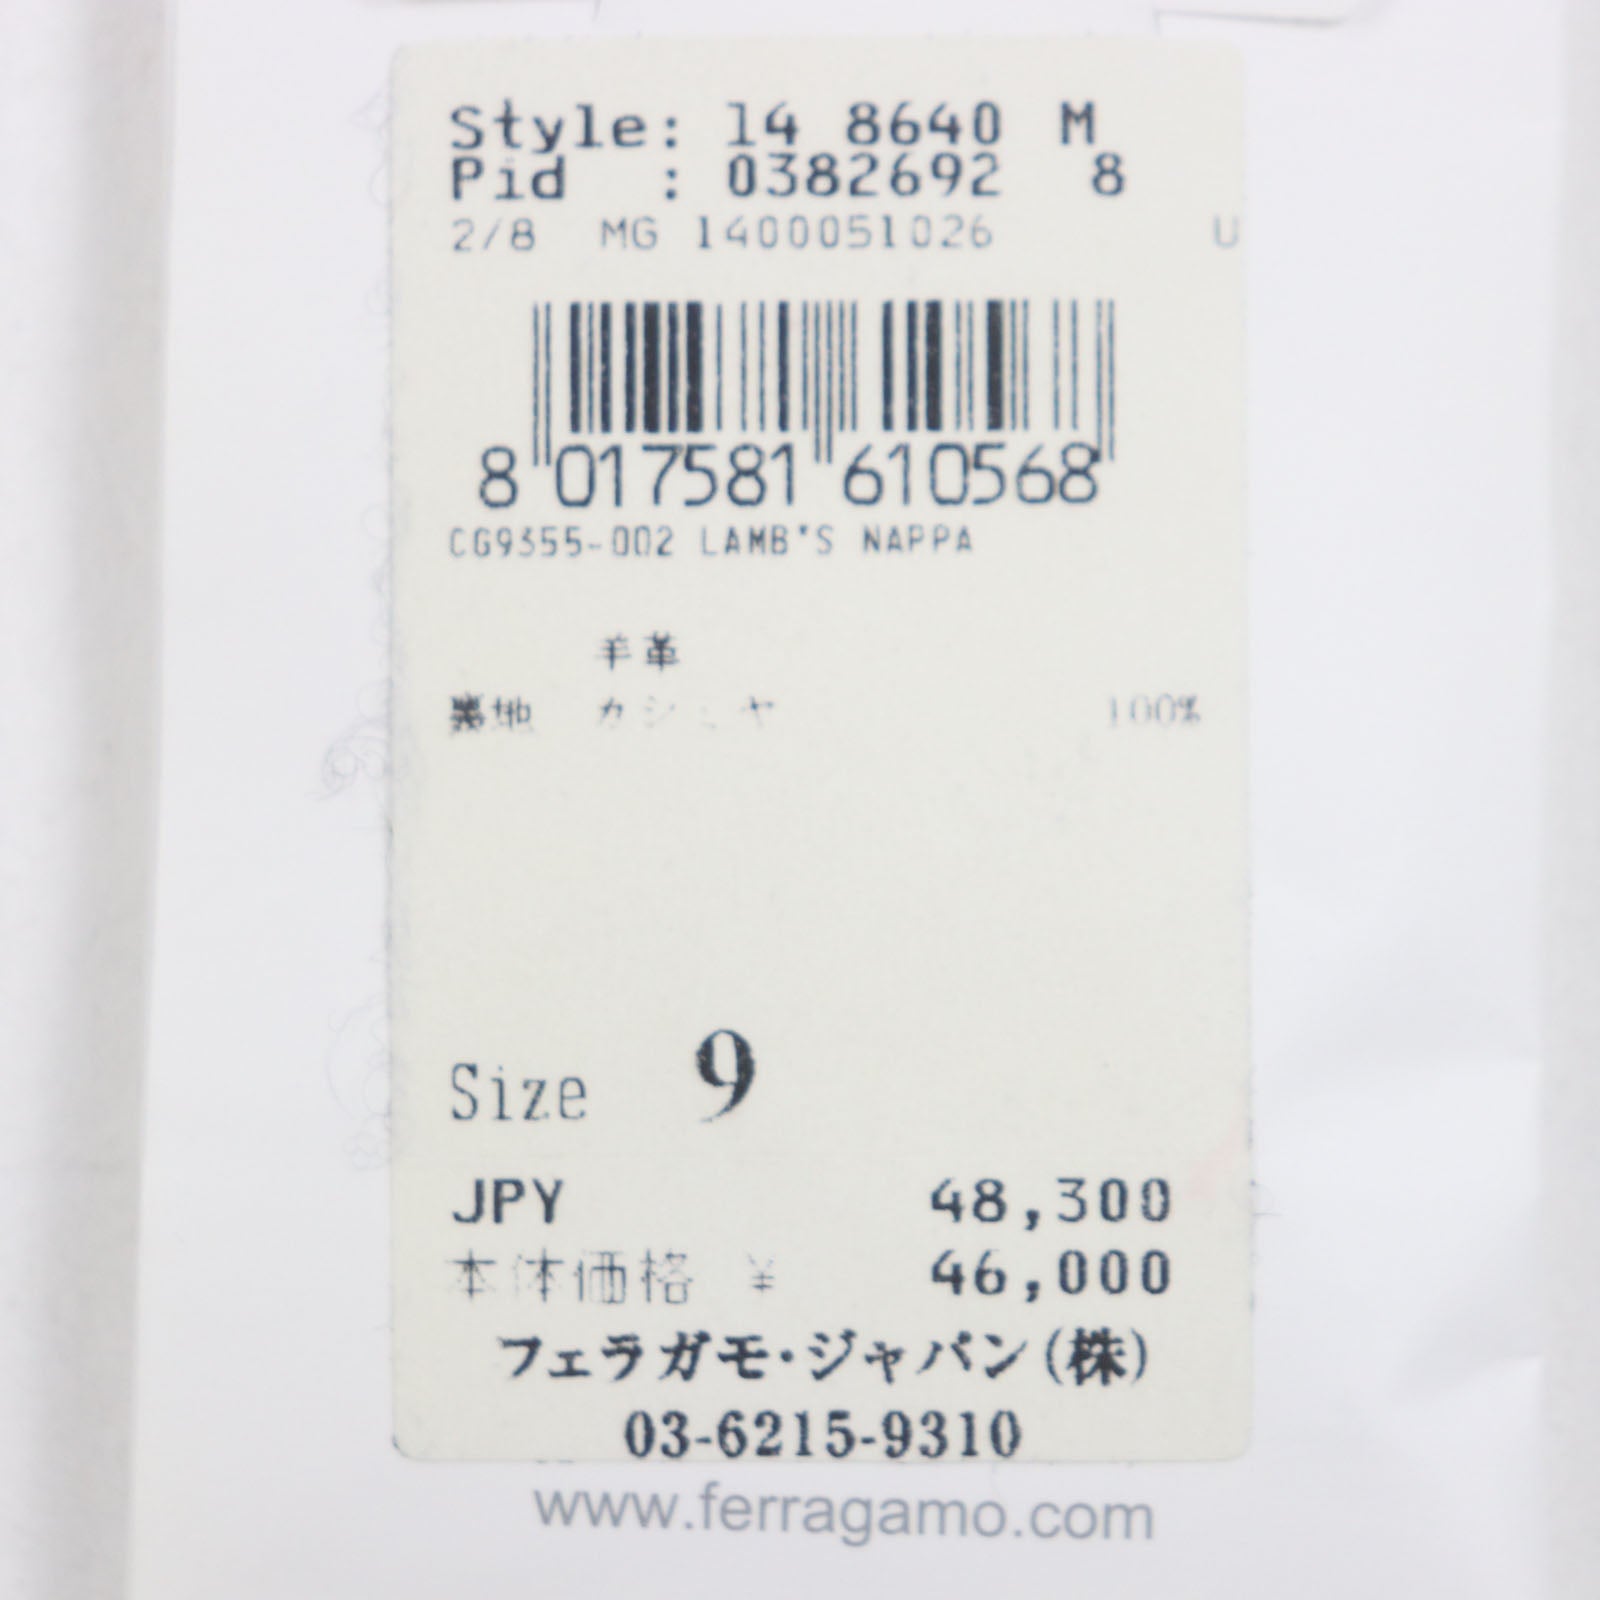 Style: 14 8640 M
Pid : 0382692 8
2/8 MG 1400051026 U
8 017581 610568
CG9355-002 LAMB'S NAPPA
羊革
裏地 カシミヤ 100%
Size 9
JPY 48,300
本体価格 ¥ 46,000
フェラガモ・ジャパン(株)
03-6215-9310
www.ferragamo.com